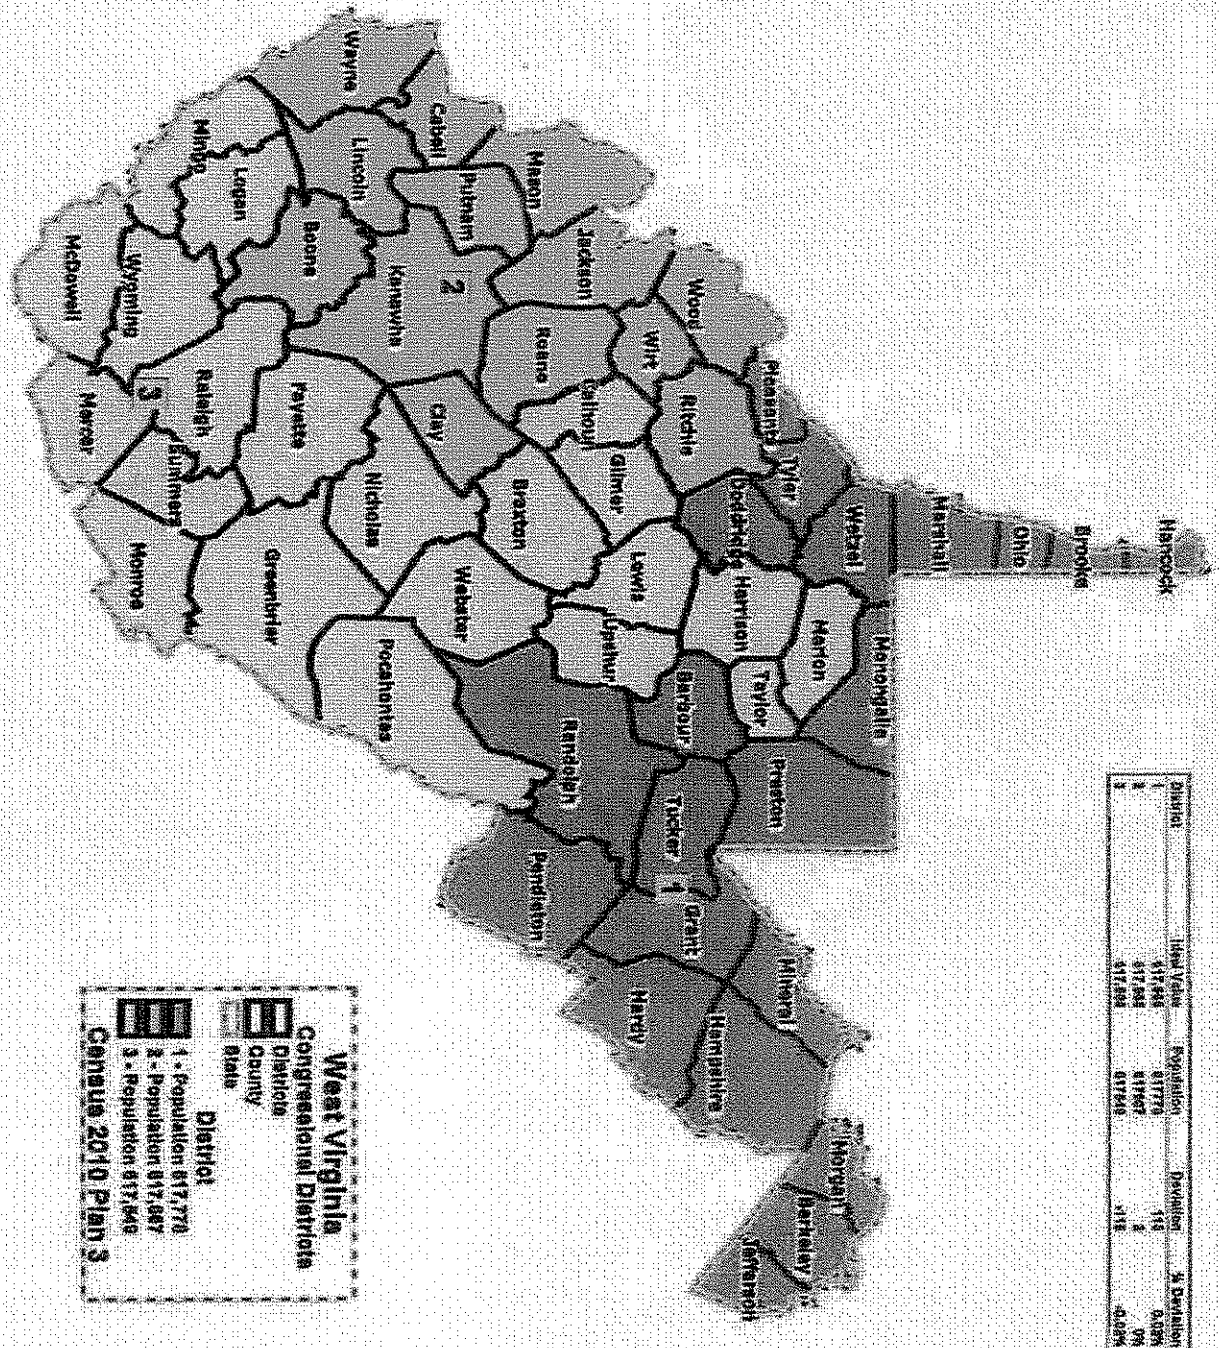 Hancock
Brooke
Ohio
Marshall
Wetzel
Monongalia
Marion
Tyler
Pleasants
Doddridge
Harrison
Taylor
Preston
Wood
Ritchie
Wirt
Calhoun
Gilmer
Lewis
Upshur
Barbour
Tucker
1
Grant
Mineral
Hampshire
Hardy
Morgan
Berkeley
Jefferson
Mason
Jackson
Roane
Braxton
Webster
Randolph
Pendleton
Cabell
Putnam
2
Kanawha
Clay
Nicholas
Pocahontas
Wayne
Lincoln
Boone
Fayette
Greenbrier
Mingo
Logan
Raleigh
3
Summers
Monroe
Wyoming
McDowell
Mercer
District Ideal Value Population Deviation % Deviation
West Virginia
Congressional Districts
Districts
County
State
District
1 - Population 617,778
2 - Population 617,667
3 - Population 617,549
Census 2010 Plan 3